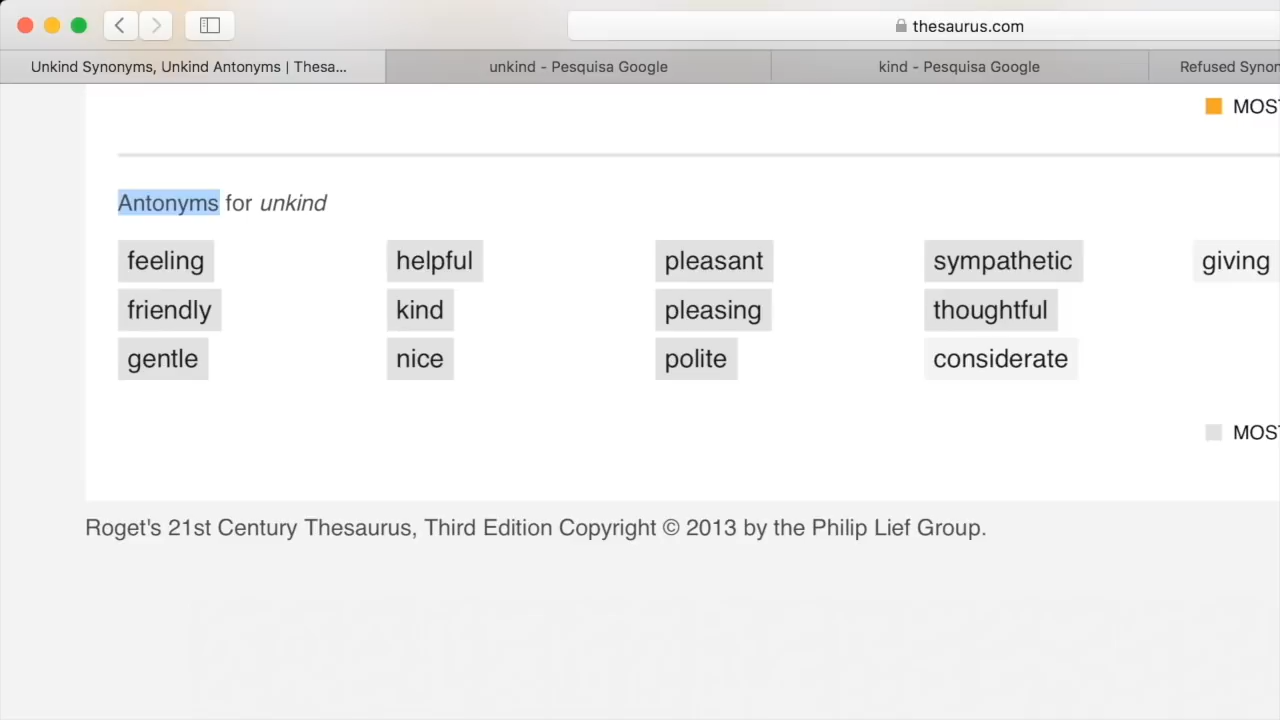 thesaurus.com
Unkind Synonyms, Unkind Antonyms | Thesa...
unkind - Pesquisa Google
kind - Pesquisa Google
Refused Synon
MOST
Antonyms for unkind
feeling helpful pleasant sympathetic giving
friendly kind pleasing thoughtful
gentle nice polite considerate
MOST
Roget's 21st Century Thesaurus, Third Edition Copyright © 2013 by the Philip Lief Group.